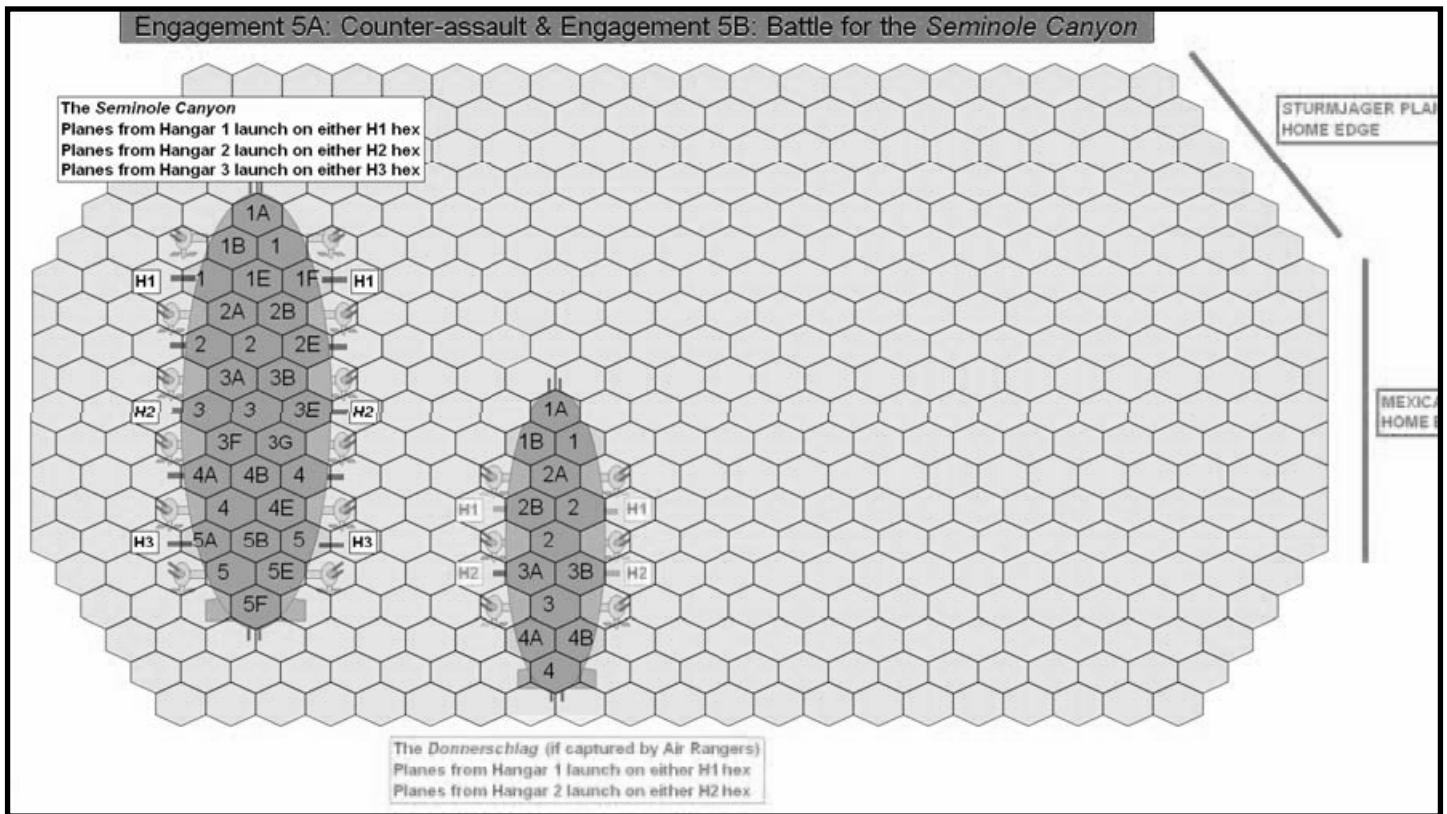 Engagement 5A: Counter-assault & Engagement 5B: Battle for the Seminole Canyon
The Seminole Canyon
Planes from Hangar 1 launch on either H1 hex
Planes from Hangar 2 launch on either H2 hex
Planes from Hangar 3 launch on either H3 hex
STURMJAGER PLA
HOME EDGE
1A
1B 1
H1 1 1E 1F H1
2A 2B
2 2 2E
3A 3B
H2 3 3 3E H2
3F 3G
4A 4B 4
4 4E
H3 5A 5B 5 H3
5 5E
5F
1A
1B 1
2A
H1 2B 2 H1
2
H2 3A 3B H2
3
4A 4B
4
MEXICA
HOME E
The Donnerschlag (if captured by Air Rangers)
Planes from Hangar 1 launch on either H1 hex
Planes from Hangar 2 launch on either H2 hex